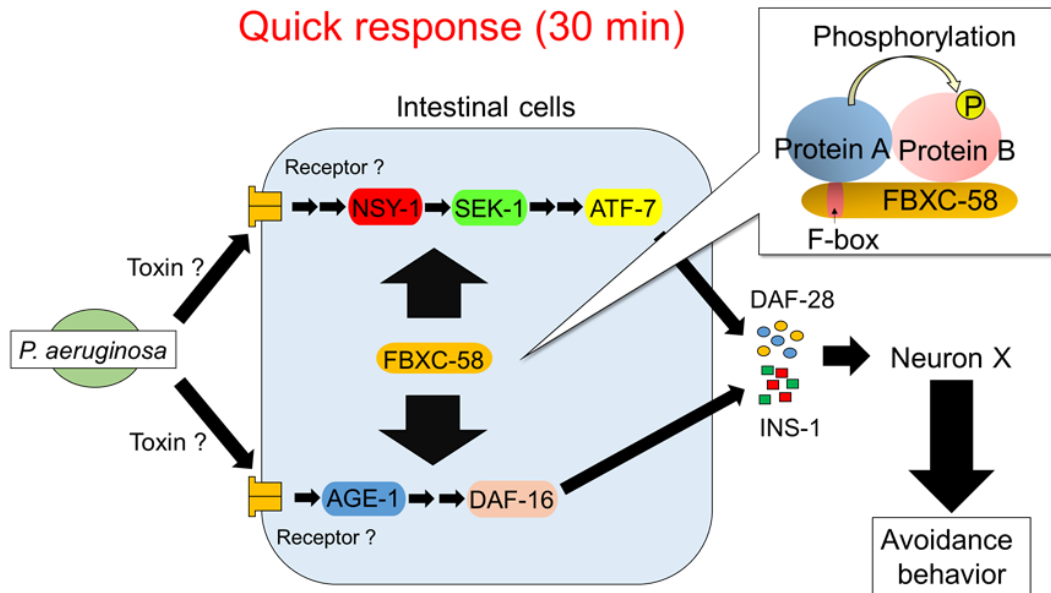 Quick response (30 min)
Phosphorylation
P
Protein A
Protein B
FBXC-58
F-box
Intestinal cells
Receptor ?
NSY-1
SEK-1
ATF-7
Toxin ?
P. aeruginosa
FBXC-58
Toxin ?
AGE-1
DAF-16
Receptor ?
DAF-28
INS-1
Neuron X
Avoidance
behavior